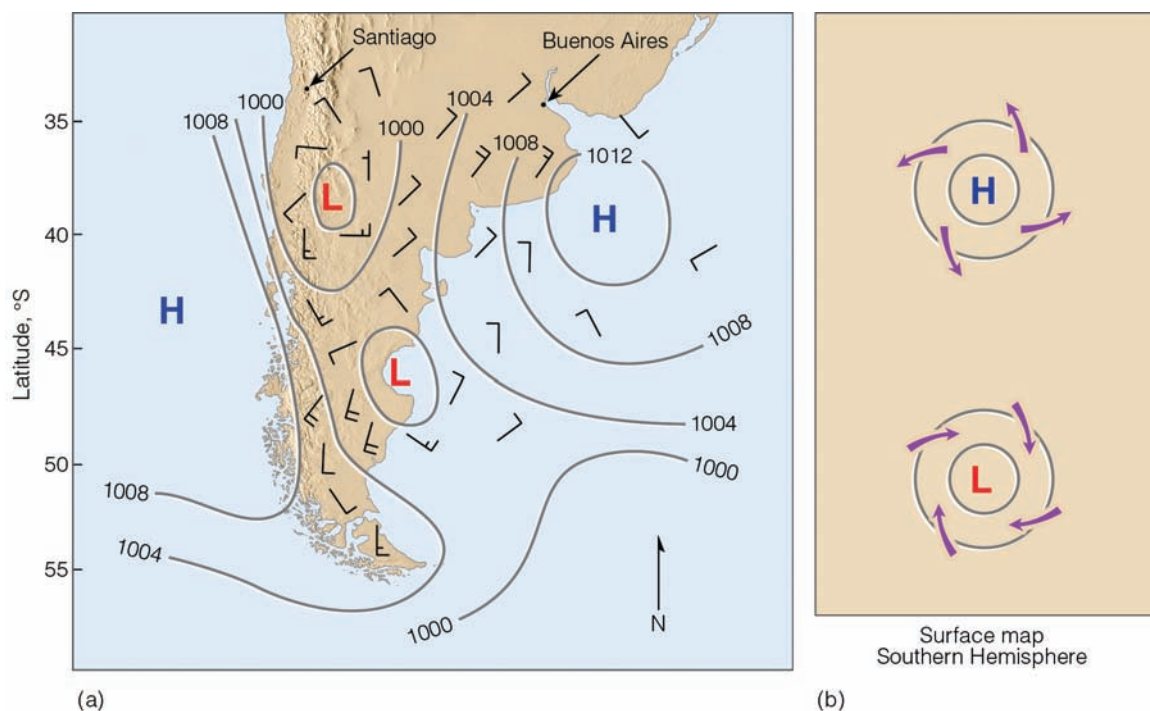 Santiago
Buenos Aires
1000
1008
1004
1000
1008
1012
35
L
H
40
H
L
45
1008
1004
1000
50
1008
1004
55
1000
N
Latitude, °S
(a)
H
L
Surface map
Southern Hemisphere
(b)